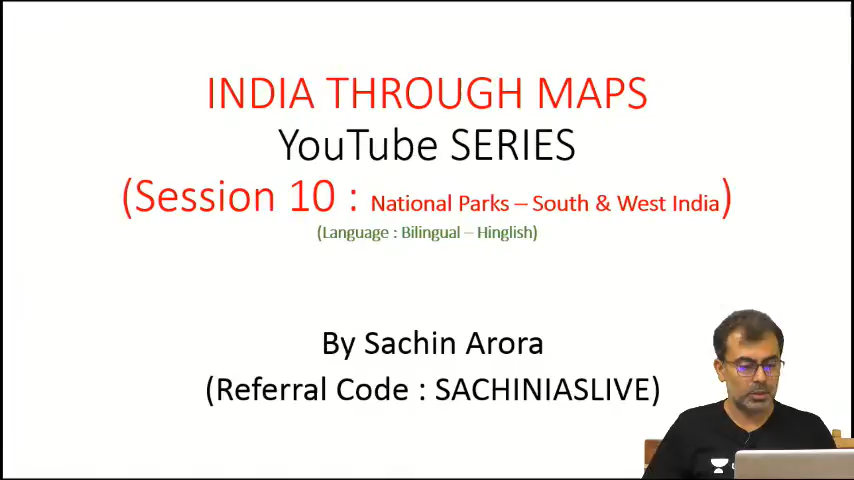 INDIA THROUGH MAPS
YouTube SERIES
(Session 10 : National Parks – South & West India)
(Language : Bilingual – Hinglish)
By Sachin Arora
(Referral Code : SACHINIASLIVE)